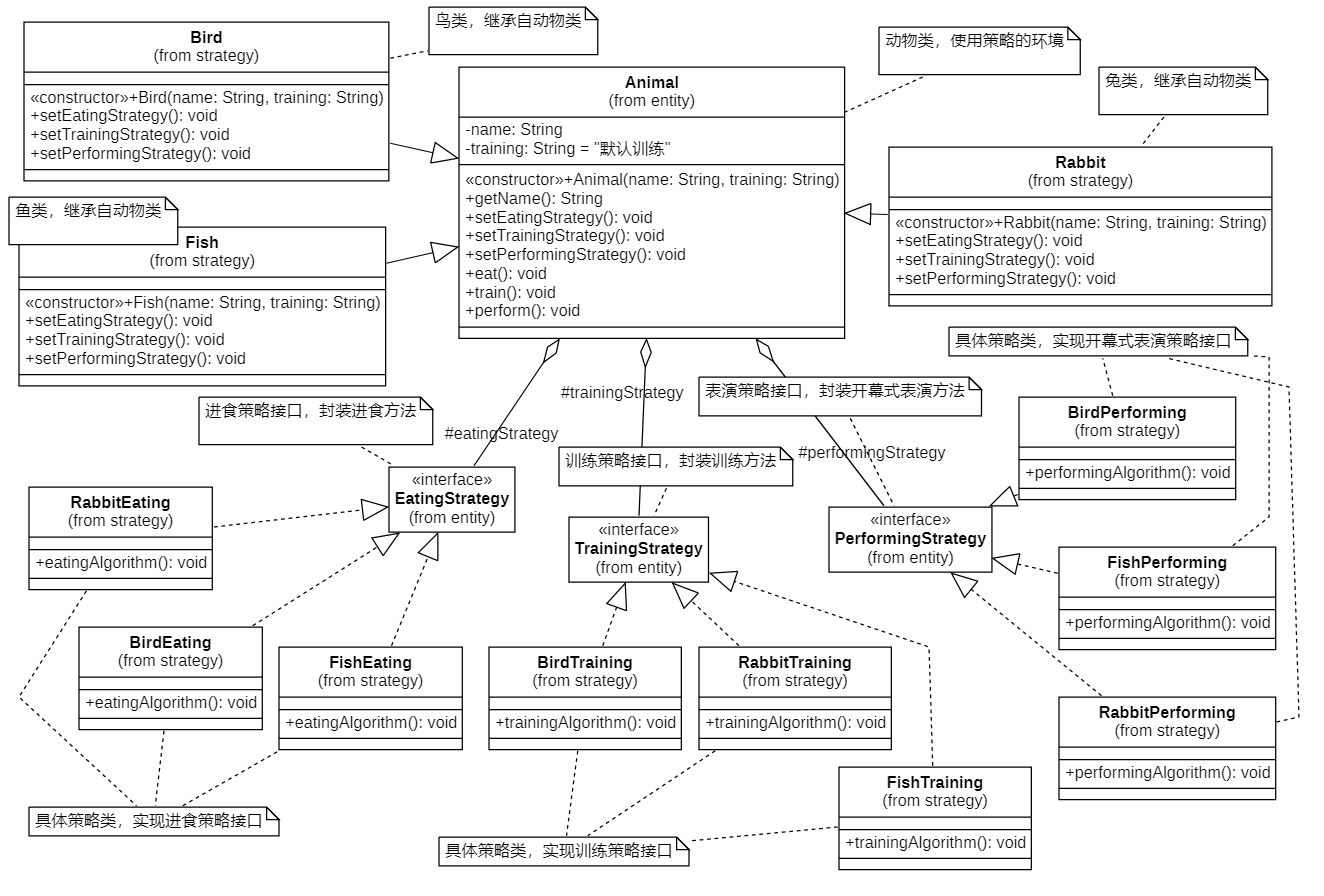 鸟类，继承自动物类
Bird
(from strategy)
«constructor»+Bird(name: String, training: String)
+setEatingStrategy(): void
+setTrainingStrategy(): void
+setPerformingStrategy(): void
动物类，使用策略的环境
Animal
(from entity)
-name: String
-training: String = "默认训练"
«constructor»+Animal(name: String, training: String)
+getName(): String
+setEatingStrategy(): void
+setTrainingStrategy(): void
+setPerformingStrategy(): void
+eat(): void
+train(): void
+perform(): void
兔类，继承自动物类
Rabbit
(from strategy)
«constructor»+Rabbit(name: String, training: String)
+setEatingStrategy(): void
+setTrainingStrategy(): void
+setPerformingStrategy(): void
鱼类，继承自动物类
Fish
(from strategy)
«constructor»+Fish(name: String, training: String)
+setEatingStrategy(): void
+setTrainingStrategy(): void
+setPerformingStrategy(): void
具体策略类，实现开幕式表演策略接口
#trainingStrategy
表演策略接口，封装开幕式表演方法
进食策略接口，封装进食方法
#eatingStrategy
训练策略接口，封装训练方法
#performingStrategy
BirdPerforming
(from strategy)
+performingAlgorithm(): void
«interface»
EatingStrategy
(from entity)
RabbitEating
(from strategy)
+eatingAlgorithm(): void
«interface»
TrainingStrategy
(from entity)
«interface»
PerformingStrategy
(from entity)
FishPerforming
(from strategy)
+performingAlgorithm(): void
BirdEating
(from strategy)
+eatingAlgorithm(): void
FishEating
(from strategy)
+eatingAlgorithm(): void
BirdTraining
(from strategy)
+trainingAlgorithm(): void
RabbitTraining
(from strategy)
+trainingAlgorithm(): void
RabbitPerforming
(from strategy)
+performingAlgorithm(): void
FishTraining
(from strategy)
+trainingAlgorithm(): void
具体策略类，实现进食策略接口
具体策略类，实现训练策略接口